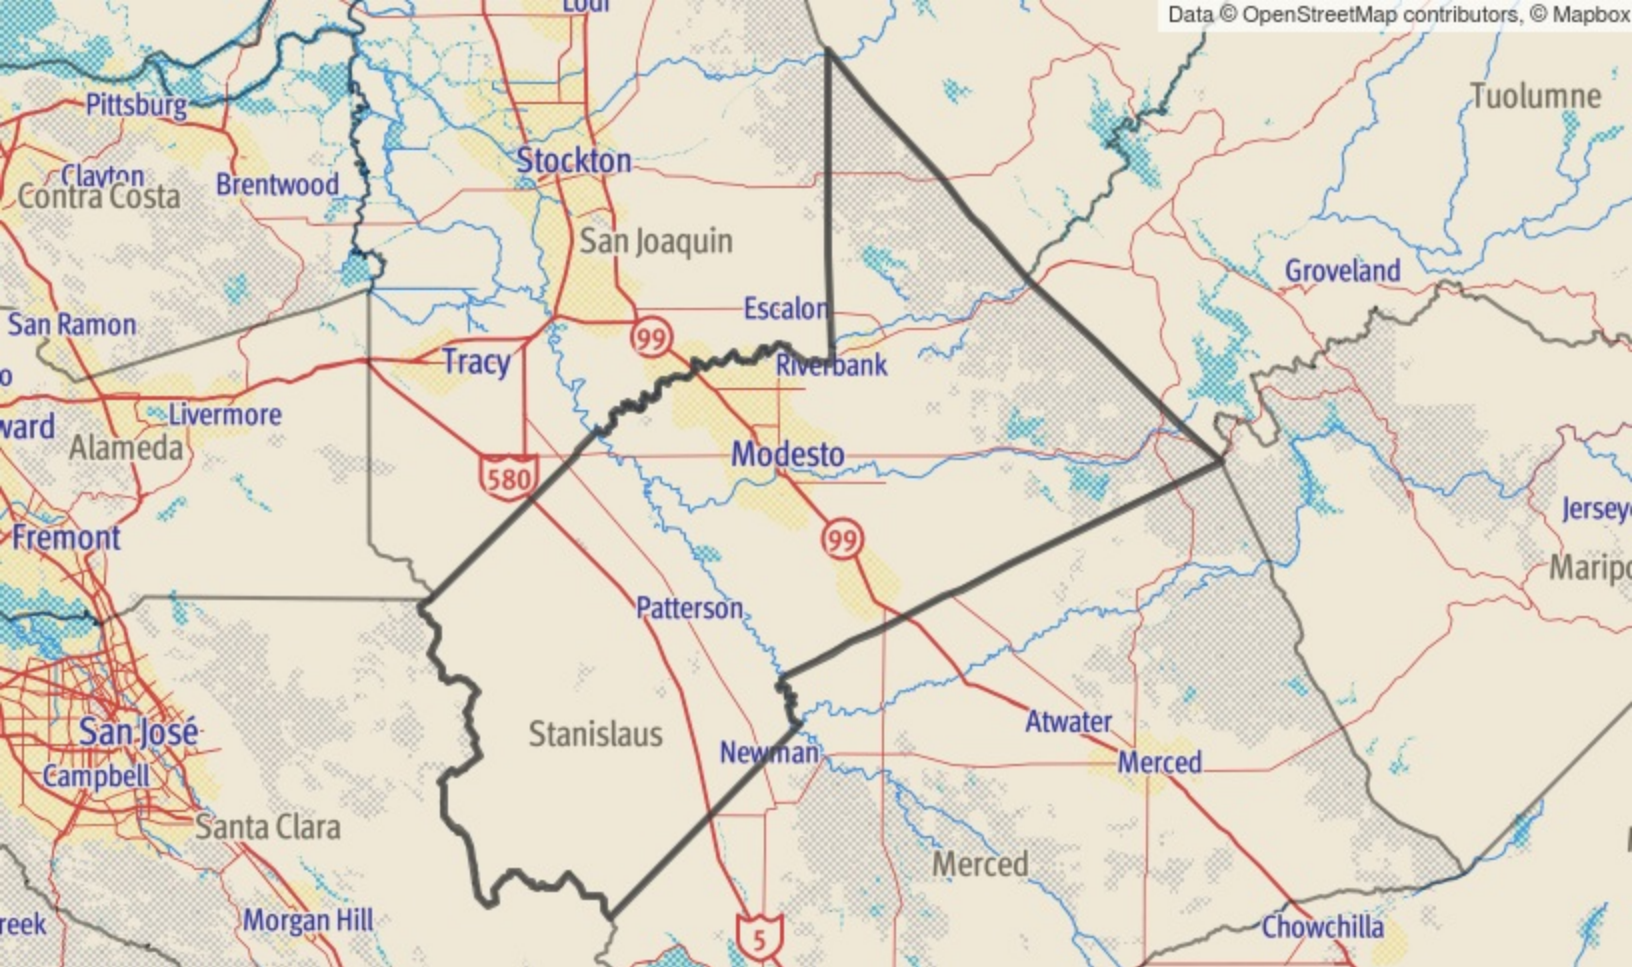 Lodi
Data © OpenStreetMap contributors, © Mapbox
Pittsburg
Tuolumne
Stockton
Clayton
Contra Costa
Brentwood
San Joaquin
Groveland
Escalon
San Ramon
99
Tracy
Riverbank
Livermore
ward
Alameda
Modesto
580
Jersey
Fremont
99
Maripo
Patterson
San José
Stanislaus
Atwater
Newman
Merced
Campbell
Santa Clara
Merced
reek
Morgan Hill
5
Chowchilla